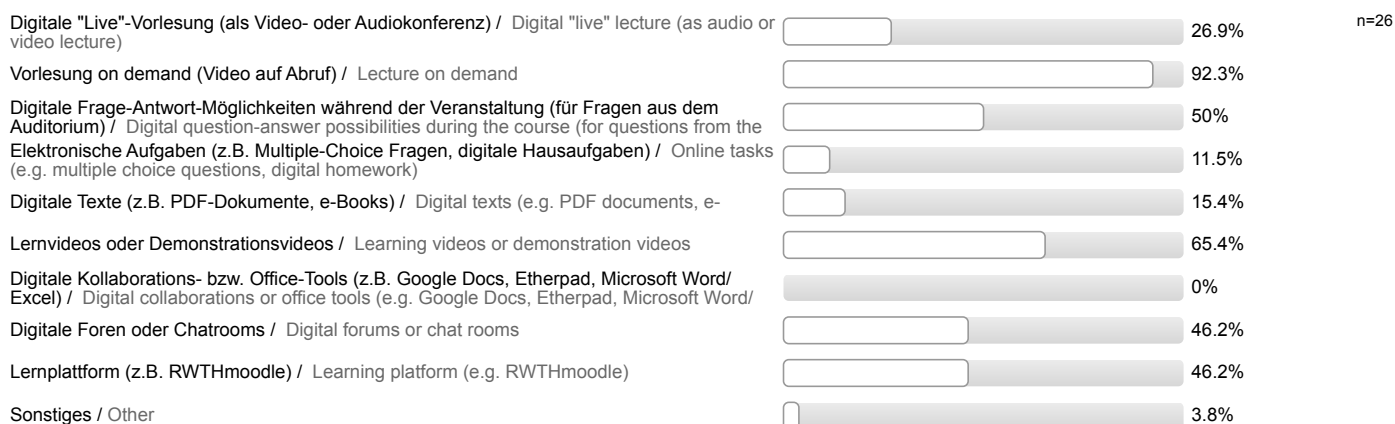 Digitale "Live"-Vorlesung (als Video- oder Audiokonferenz) / Digital "live" lecture (as audio or
video lecture)
26.9%
n=26
Vorlesung on demand (Video auf Abruf) / Lecture on demand
92.3%
Digitale Frage-Antwort-Möglichkeiten während der Veranstaltung (für Fragen aus dem
Auditorium) / Digital question-answer possibilities during the course (for questions from the
50%
Elektronische Aufgaben (z.B. Multiple-Choice Fragen, digitale Hausaufgaben) / Online tasks
(e.g. multiple choice questions, digital homework)
11.5%
Digitale Texte (z.B. PDF-Dokumente, e-Books) / Digital texts (e.g. PDF documents, e-
15.4%
Lernvideos oder Demonstrationsvideos / Learning videos or demonstration videos
65.4%
Digitale Kollaborations- bzw. Office-Tools (z.B. Google Docs, Etherpad, Microsoft Word/
Excel) / Digital collaborations or office tools (e.g. Google Docs, Etherpad, Microsoft Word/
0%
Digitale Foren oder Chatrooms / Digital forums or chat rooms
46.2%
Lernplattform (z.B. RWTHmoodle) / Learning platform (e.g. RWTHmoodle)
46.2%
Sonstiges / Other
3.8%